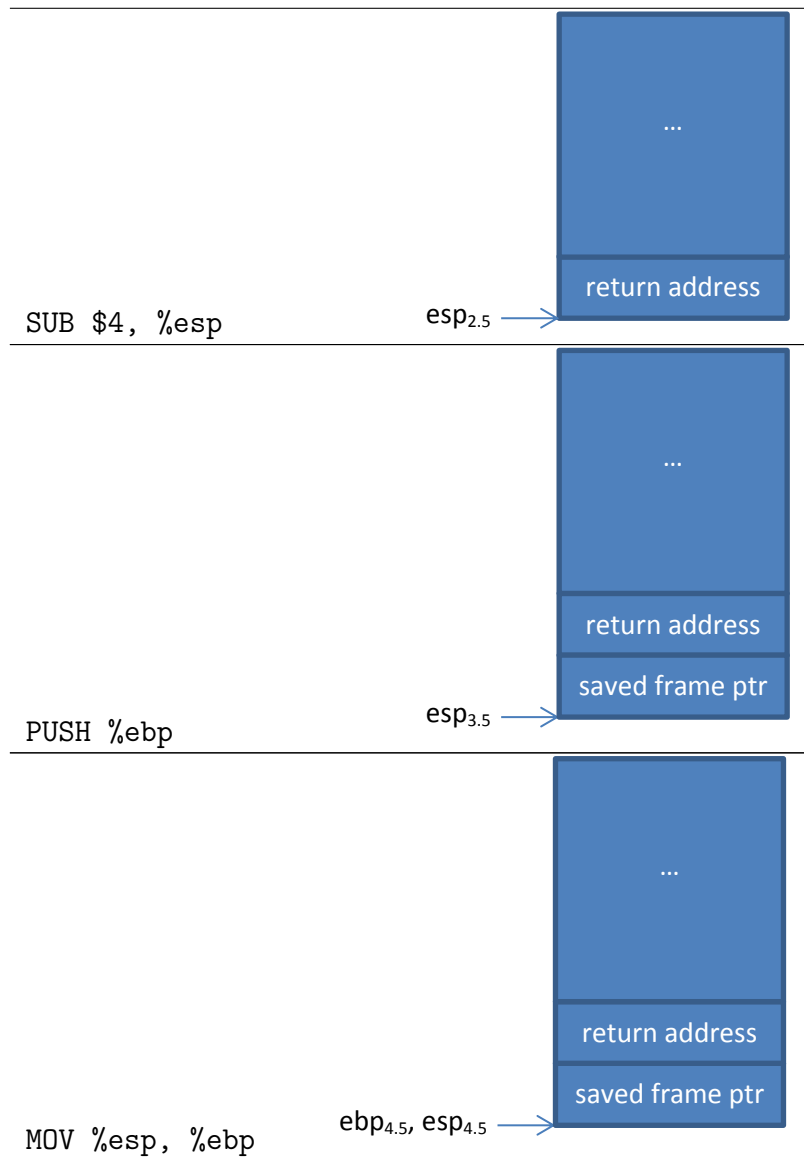 ...
return address
SUB $4, %esp
esp2.5
...
return address
saved frame ptr
PUSH %ebp
esp3.5
...
return address
saved frame ptr
MOV %esp, %ebp
ebp4.5, esp4.5